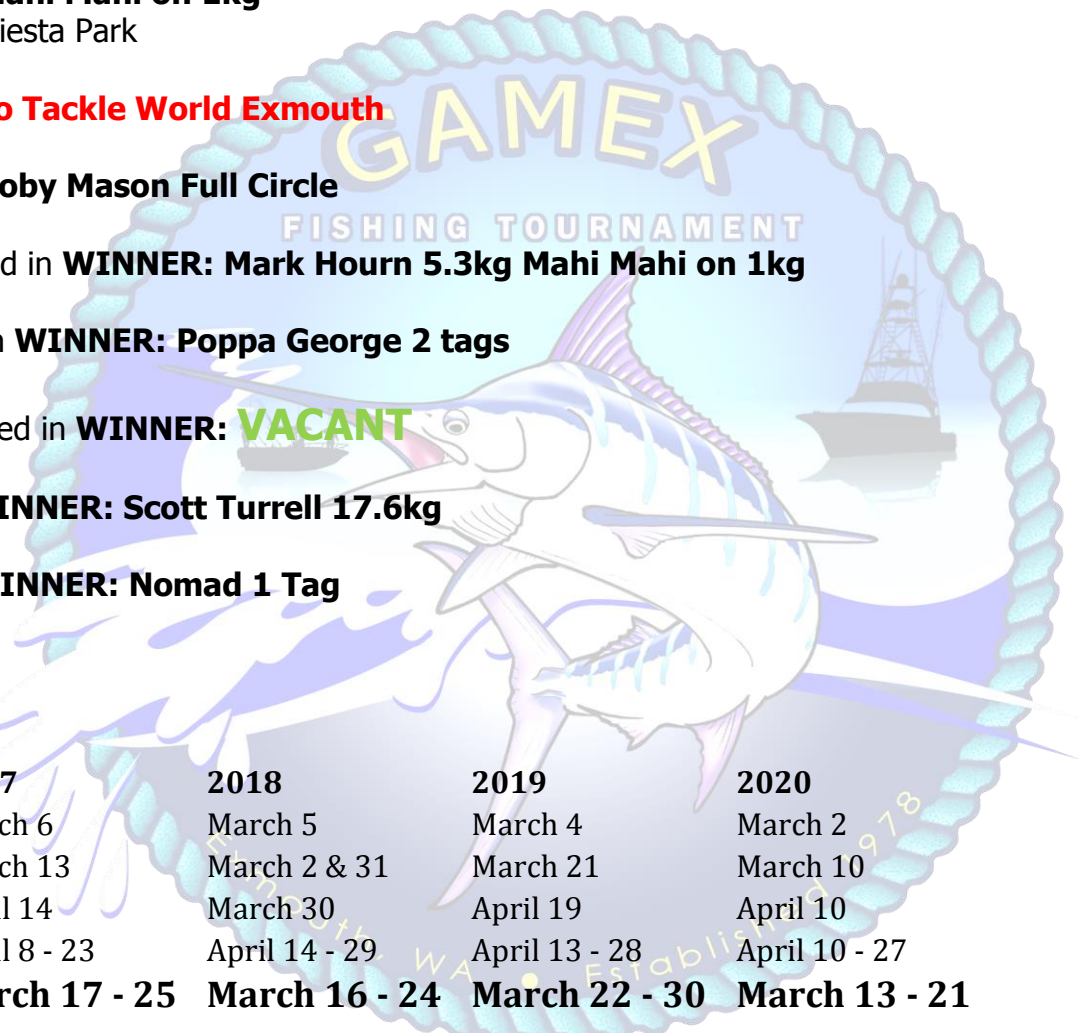 ahi Mahi on 1kg
iesta Park
o Tackle World Exmouth
oby Mason Full Circle
d in WINNER: Mark Hourn 5.3kg Mahi Mahi on 1kg
WINNER: Poppa George 2 tags
ed in WINNER: VACANT
INNER: Scott Turrell 17.6kg
INNER: Nomad 1 Tag
GAMEX
FISHING TOURNAMENT
7 2018 2019 2020
ch 6 March 5 March 4 March 2
ch 13 March 2 & 31 March 21 March 10
l 14 March 30 April 19 April 10
l 8 - 23 April 14 - 29 April 13 - 28 April 10 - 27
rch 17 - 25 March 16 - 24 March 22 - 30 March 13 - 21
Exmouth, WA • Established 1978